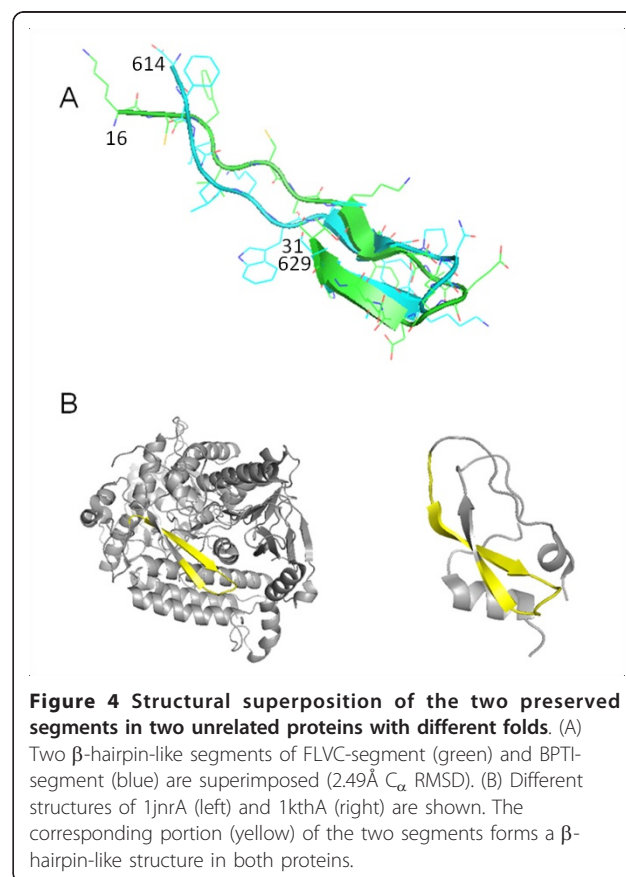 614
A
16
31
629
B
Figure 4 Structural superposition of the two preserved
segments in two unrelated proteins with different folds. (A)
Two β-hairpin-like segments of FLVC-segment (green) and BPTI-
segment (blue) are superimposed (2.49Å Cα RMSD). (B) Different
structures of 1jnrA (left) and 1kthA (right) are shown. The
corresponding portion (yellow) of the two segments forms a β-
hairpin-like structure in both proteins.